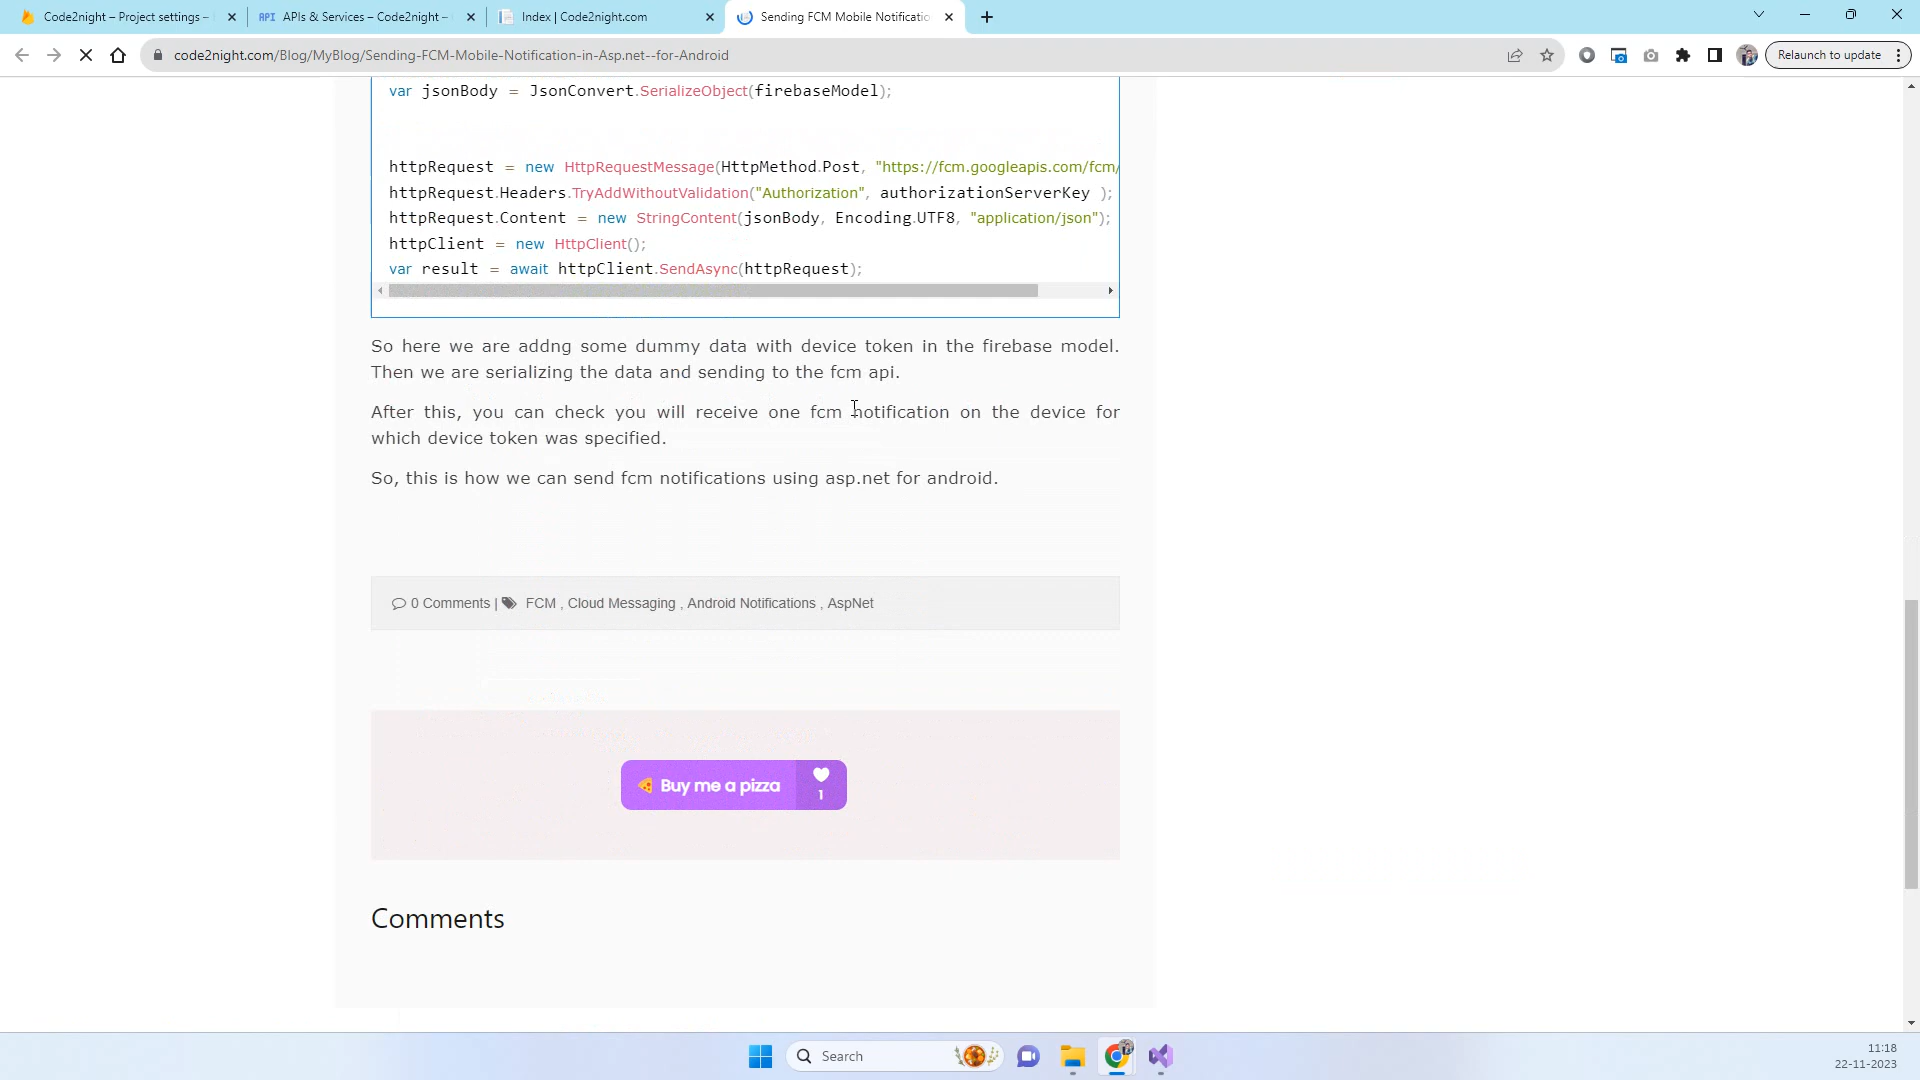 Code2night – Project settings –
API APIs & Services – Code2night –
Index | Code2night.com
Sending FCM Mobile Notificatio
code2night.com/Blog/MyBlog/Sending-FCM-Mobile-Notification-in-Asp.net--for-Android
Relaunch to update
var jsonBody = JsonConvert.SerializeObject(firebaseModel);
httpRequest = new HttpRequestMessage(HttpMethod.Post, "https://fcm.googleapis.com/fcm/
httpRequest.Headers.TryAddWithoutValidation("Authorization", authorizationServerKey );
httpRequest.Content = new StringContent(jsonBody, Encoding.UTF8, "application/json");
httpClient = new HttpClient();
var result = await httpClient.SendAsync(httpRequest);
So here we are addng some dummy data with device token in the firebase model.
Then we are serializing the data and sending to the fcm api.
After this, you can check you will receive one fcm notification on the device for
which device token was specified.
So, this is how we can send fcm notifications using asp.net for android.
0 Comments | FCM , Cloud Messaging , Android Notifications , AspNet
Buy me a pizza
1
Comments
Search
11:18
22-11-2023